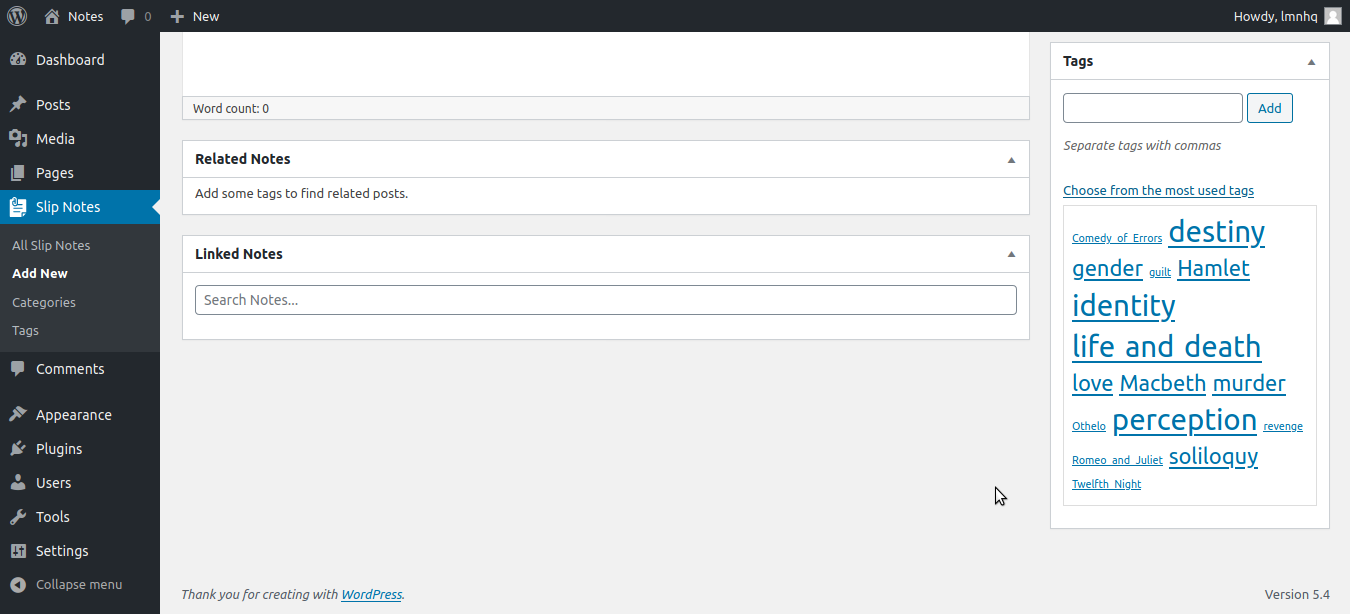 Notes 0 New Howdy, lmnhq
Dashboard
Posts
Media
Pages
Slip Notes
All Slip Notes
Add New
Categories
Tags
Comments
Appearance
Plugins
Users
Tools
Settings
Collapse menu
Word count: 0
Related Notes
Add some tags to find related posts.
Linked Notes
Search Notes...
Tags
Add
Separate tags with commas
Choose from the most used tags
Comedy of Errors destiny
gender guilt Hamlet
identity
life and death
love Macbeth murder
Othelo perception revenge
Romeo and Juliet soliloquy
Twelfth Night
Thank you for creating with WordPress.
Version 5.4